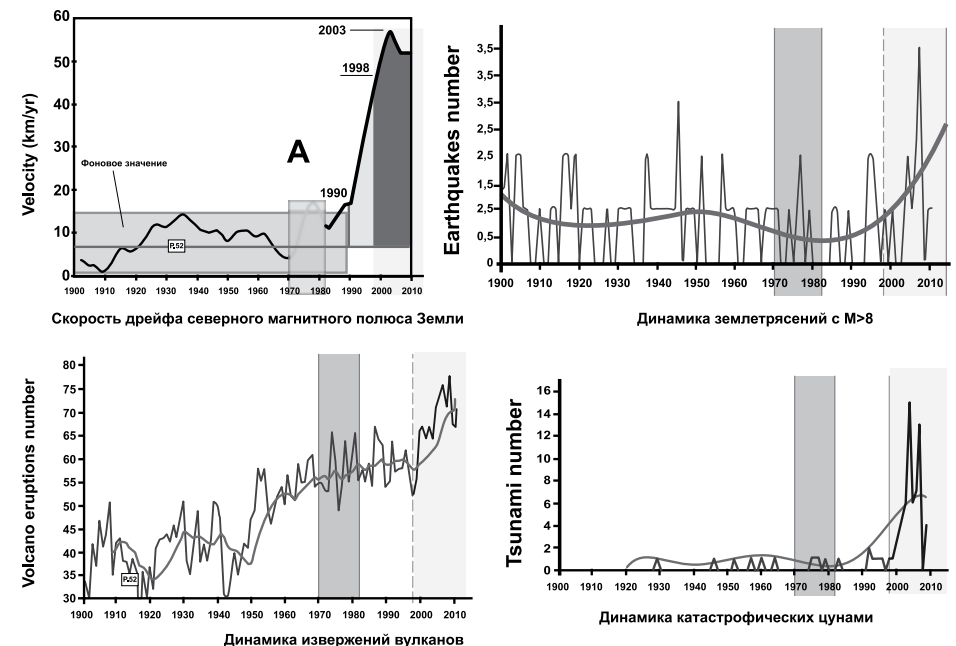 Velocity (km/yr)
60
50
40
30
20
10
0
2003
1998
A
1990
Фоновое значение
P,52
1900 1910 1920 1930 1940 1950 1960 1970 1980 1990 2000 2010
Скорость дрейфа северного магнитного полюса Земли
Earthquakes number
3,5
3,5
3,5
2,5
2,5
1,5
2,5
0,5
0
1900 1910 1920 1930 1940 1950 1960 1970 1980 1990 2000 2010
Динамика землетрясений с М>8
Volcano eruptions number
80
75
70
65
60
55
50
45
40
35
30
P,52
1900 1910 1920 1930 1940 1950 1960 1970 1980 1990 2000 2010
Динамика извержений вулканов
Tsunami number
16
14
12
10
8
6
4
2
0
1900 1910 1920 1930 1940 1950 1960 1970 1980 1990 2000 2010
Динамика катастрофических цунами